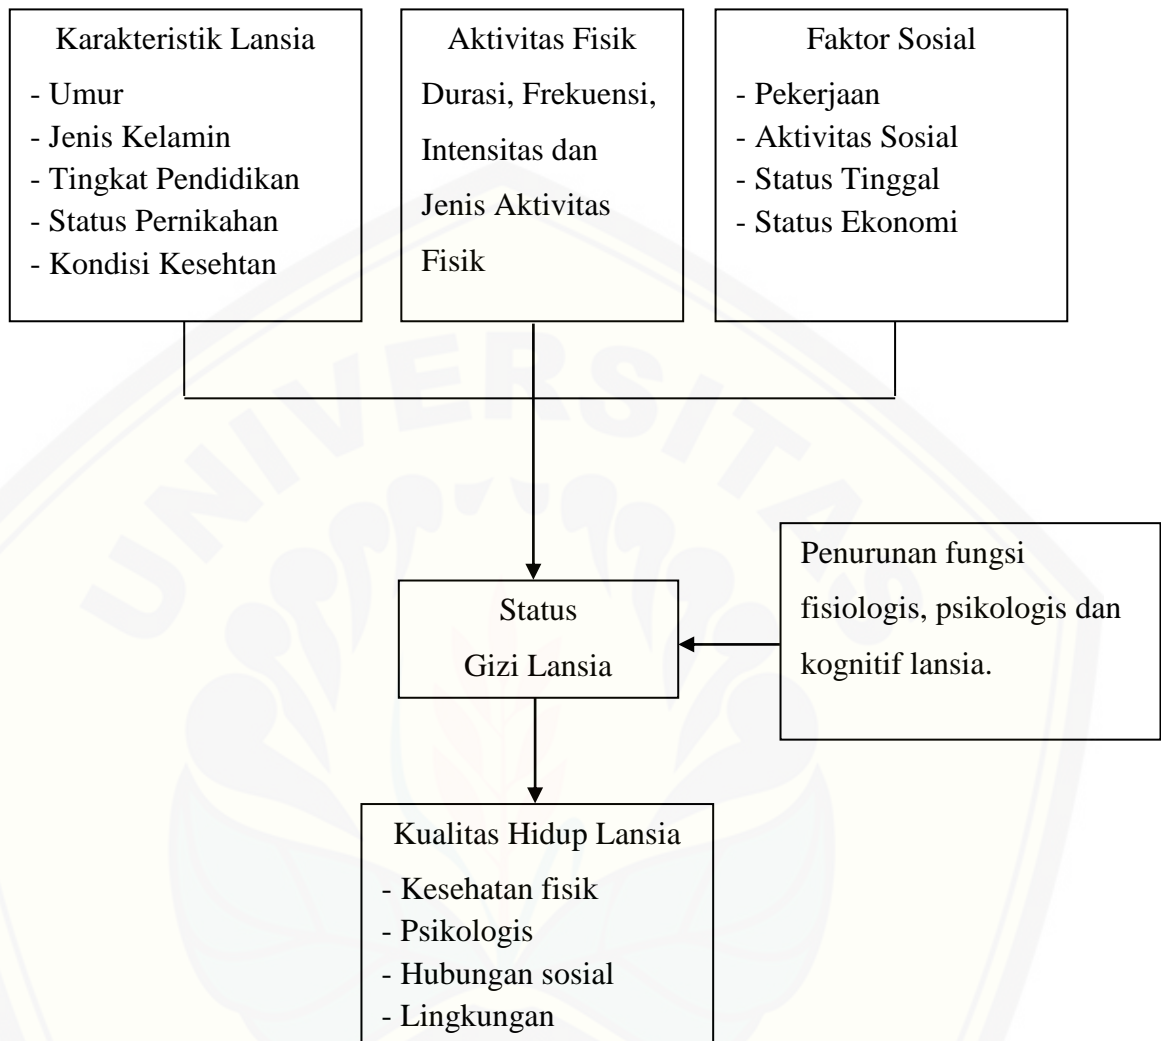 Karakteristik Lansia
- Umur
- Jenis Kelamin
- Tingkat Pendidikan
- Status Pernikahan
- Kondisi Kesehtan
Aktivitas Fisik
Durasi, Frekuensi,
Intensitas dan
Jenis Aktivitas
Fisik
Faktor Sosial
- Pekerjaan
- Aktivitas Sosial
- Status Tinggal
- Status Ekonomi
UNIVERSITAS
Penurunan fungsi
fisiologis, psikologis dan
kognitif lansia.
Status
Gizi Lansia
Kualitas Hidup Lansia
- Kesehatan fisik
- Psikologis
- Hubungan sosial
- Lingkungan